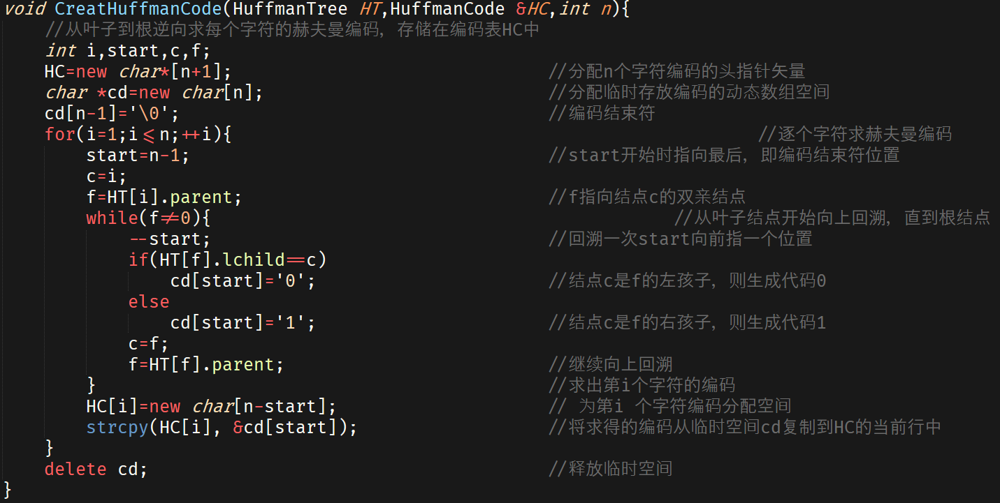 void CreatHuffmanCode(HuffmanTree HT,HuffmanCode &HC,int n){
    //从叶子到根逆向求每个字符的赫夫曼编码，存储在编码表HC中
    int i,start,c,f;
    HC=new char*[n+1];                              //分配n个字符编码的头指针矢量
    char *cd=new char[n];                           //分配临时存放编码的动态数组空间
    cd[n-1]='\0';                                   //编码结束符
    for(i=1;i<=n;++i){                                                  //逐个字符求赫夫曼编码
        start=n-1;                                  //start开始时指向最后，即编码结束符位置
        c=i;
        f=HT[i].parent;                             //f指向结点c的双亲结点
        while(f!=0){                                            //从叶子结点开始向上回溯，直到根结点
            --start;                                //回溯一次start向前指一个位置
            if(HT[f].lchild==c)
                cd[start]='0';                      //结点c是f的左孩子，则生成代码0
            else
                cd[start]='1';                      //结点c是f的右孩子，则生成代码1
            c=f;
            f=HT[f].parent;                         //继续向上回溯
        }                                           //求出第i个字符的编码
        HC[i]=new char[n-start];                    // 为第i 个字符编码分配空间
        strcpy(HC[i], &cd[start]);                  //将求得的编码从临时空间cd复制到HC的当前行中
    }
    delete cd;                                      //释放临时空间
}